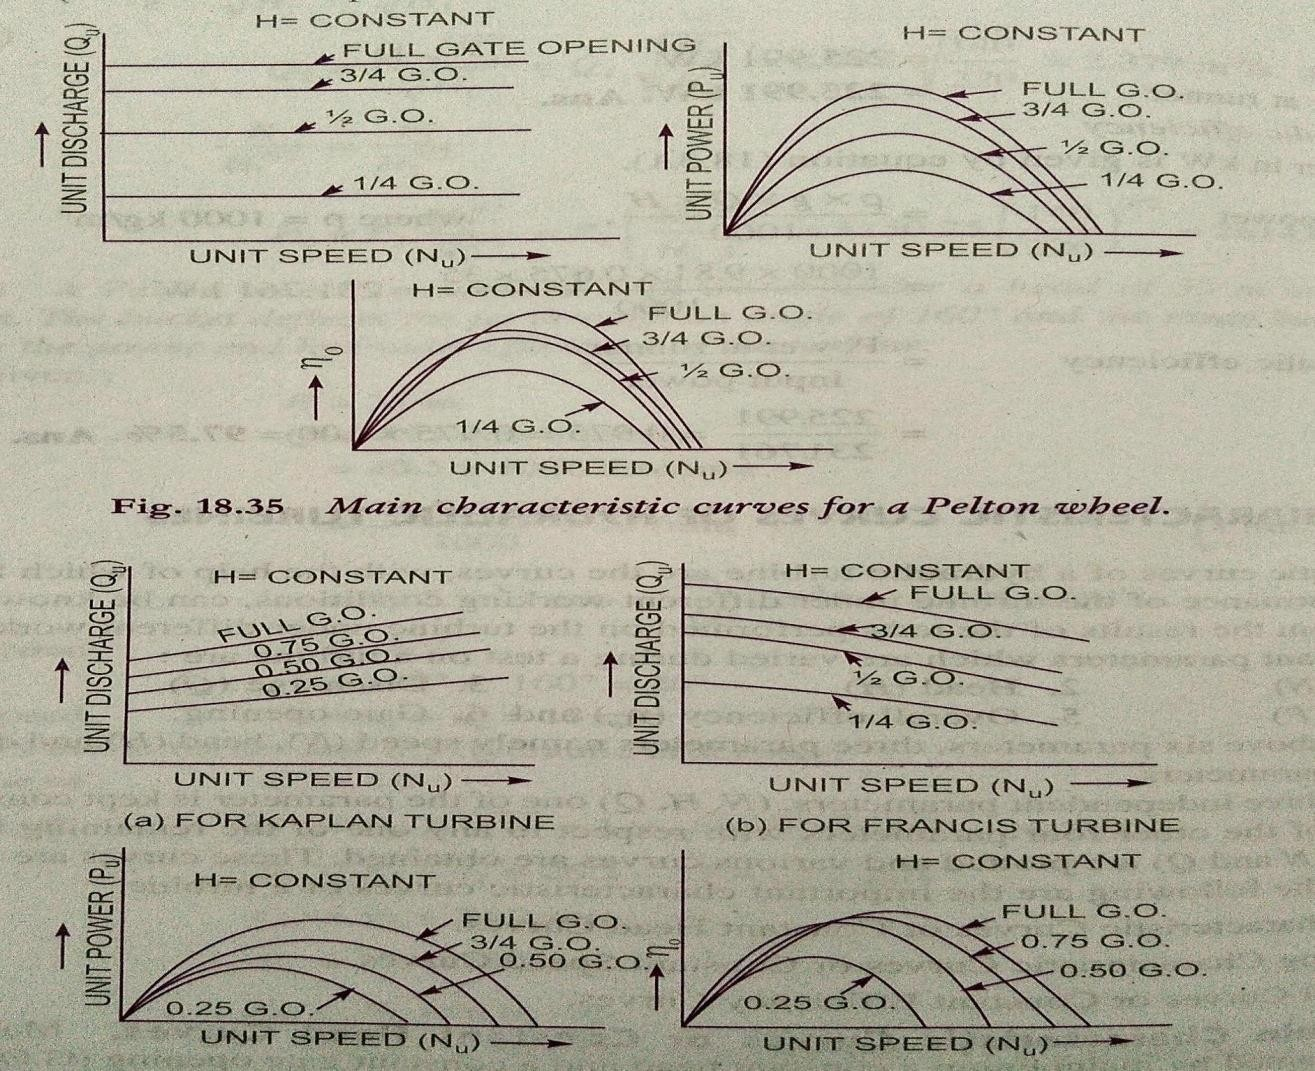 H= CONSTANT
UNIT DISCHARGE (Qu)
FULL GATE OPENING
3/4 G.O.
½ G.O.
1/4 G.O.
UNIT SPEED (Nu)
H= CONSTANT
UNIT POWER (Pu)
FULL G.O.
3/4 G.O.
½ G.O.
1/4 G.O.
UNIT SPEED (Nu)
H= CONSTANT
ηo
FULL G.O.
3/4 G.O.
½ G.O.
1/4 G.O.
UNIT SPEED (Nu)
Fig. 18.35 Main characteristic curves for a Pelton wheel.
H= CONSTANT
UNIT DISCHARGE (Qu)
FULL G.O.
0.75 G.O.
0.50 G.O.
0.25 G.O.
UNIT SPEED (Nu)
(a) FOR KAPLAN TURBINE
H= CONSTANT
UNIT DISCHARGE (Qu)
FULL G.O.
3/4 G.O.
½ G.O.
1/4 G.O.
UNIT SPEED (Nu)
(b) FOR FRANCIS TURBINE
H= CONSTANT
UNIT POWER (Pu)
FULL G.O.
3/4 G.O.
0.50 G.O.
0.25 G.O.
UNIT SPEED (Nu)
H= CONSTANT
ηo
FULL G.O.
0.75 G.O.
0.50 G.O.
0.25 G.O.
UNIT SPEED (Nu)